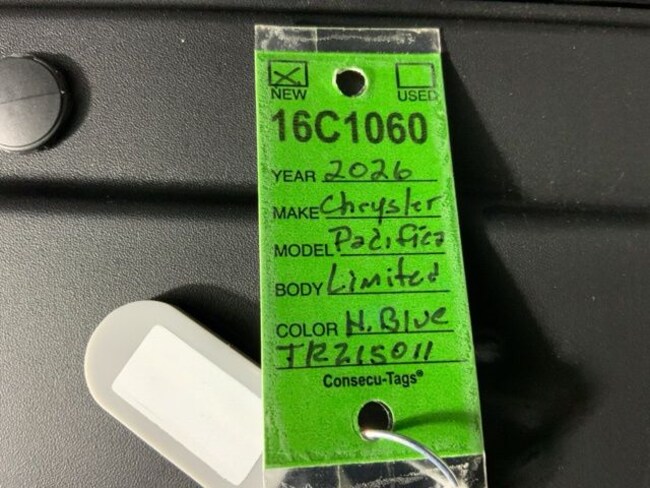 NEW USED
16C1060
YEAR 2026
MAKE Chrysler
MODEL Pacifica
BODY Limited
COLOR H. Blue
TR215011
Consecu-Tags®